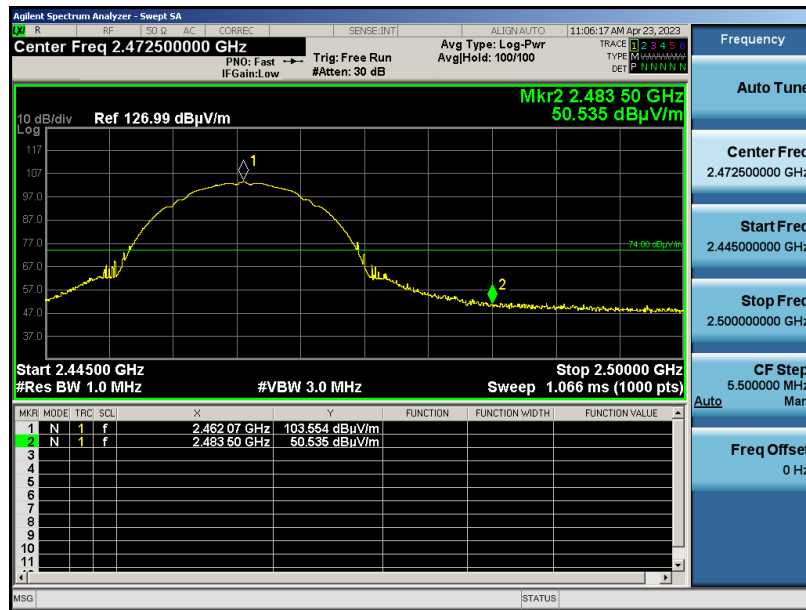 Agilent Spectrum Analyzer - Swept SA
LXI R RF 50 Ω AC CORREC SENSE:INT ALIGN AUTO 11:06:17 AM Apr 23, 2023
Center Freq 2.472500000 GHz
PNO: Fast
IFGain:Low
Trig: Free Run
#Atten: 30 dB
Avg Type: Log-Pwr
Avg|Hold: 100/100
TRACE 1 2 3 4 5 6
TYPE M WWWWW
DET P N N N N N
Mkr2 2.483 50 GHz
50.535 dBµV/m
10 dB/div Ref 126.99 dBµV/m
Log
117
107
97.0
87.0
77.0
67.0
57.0
47.0
37.0
1
2
74.00 dBµV/m
Start 2.44500 GHz Stop 2.50000 GHz
#Res BW 1.0 MHz #VBW 3.0 MHz Sweep 1.066 ms (1000 pts)
MKR MODE TRC SCL X Y FUNCTION FUNCTION WIDTH FUNCTION VALUE
1 N 1 f 2.462 07 GHz 103.554 dBµV/m
2 N 1 f 2.483 50 GHz 50.535 dBµV/m
3
4
5
6
7
8
9
10
11
MSG STATUS
Frequency
Auto Tune
Center Freq
2.472500000 GHz
Start Freq
2.445000000 GHz
Stop Freq
2.500000000 GHz
CF Step
5.500000 MHz
Auto Man
Freq Offset
0 Hz